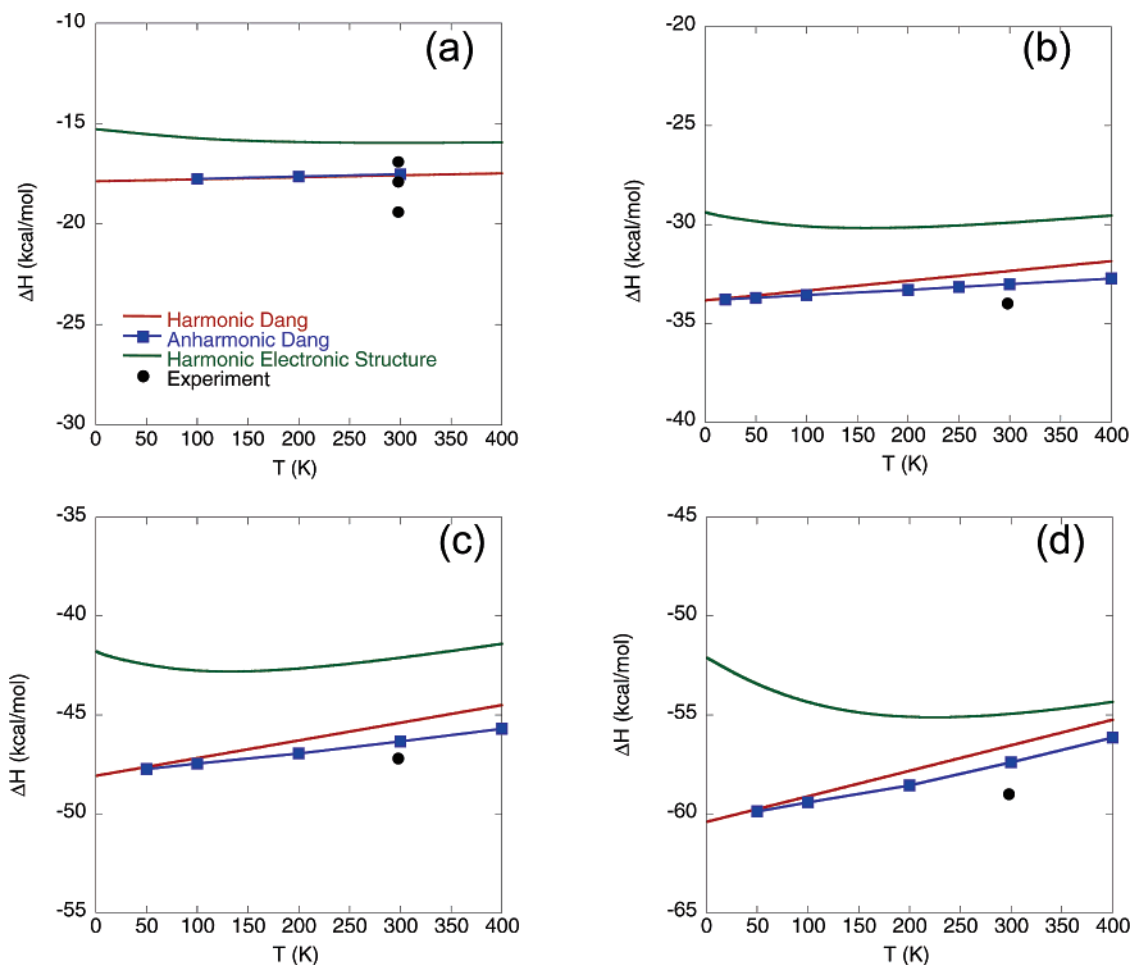 (a)
-10
-15
-20
-25
-30
ΔH (kcal/mol)
Harmonic Dang
Anharmonic Dang
Harmonic Electronic Structure
Experiment
0 50 100 150 200 250 300 350 400
T (K)
(b)
-20
-25
-30
-35
-40
ΔH (kcal/mol)
0 50 100 150 200 250 300 350 400
T (K)
(c)
-35
-40
-45
-50
-55
ΔH (kcal/mol)
0 50 100 150 200 250 300 350 400
T (K)
(d)
-45
-50
-55
-60
-65
ΔH (kcal/mol)
0 50 100 150 200 250 300 350 400
T (K)